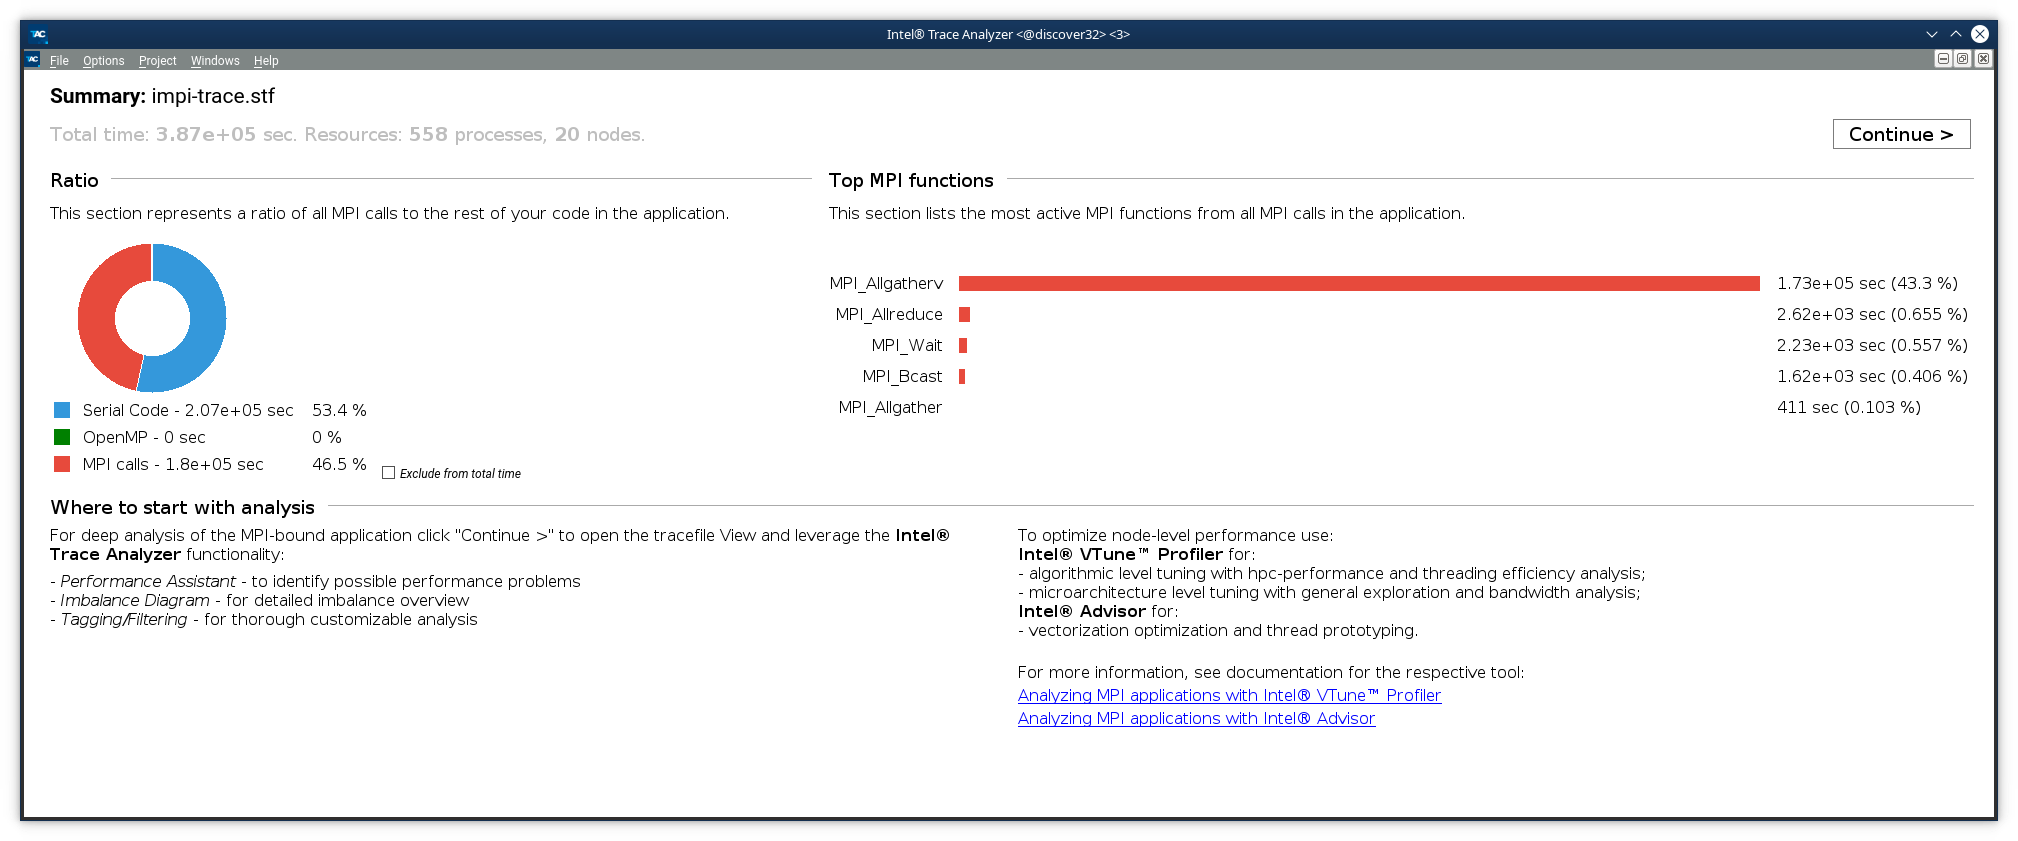 TAC
Intel® Trace Analyzer <@discover32> <3>
TAC
File Options Project Windows Help
Summary: impi-trace.stf
Total time: 3.87e+05 sec. Resources: 558 processes, 20 nodes.
Continue >
Ratio
This section represents a ratio of all MPI calls to the rest of your code in the application.
Serial Code - 2.07e+05 sec 53.4 %
OpenMP - 0 sec 0 %
MPI calls - 1.8e+05 sec 46.5 %
Exclude from total time
Top MPI functions
This section lists the most active MPI functions from all MPI calls in the application.
MPI_Allgatherv 1.73e+05 sec (43.3 %)
MPI_Allreduce 2.62e+03 sec (0.655 %)
MPI_Wait 2.23e+03 sec (0.557 %)
MPI_Bcast 1.62e+03 sec (0.406 %)
MPI_Allgather 411 sec (0.103 %)
Where to start with analysis
For deep analysis of the MPI-bound application click "Continue >" to open the tracefile View and leverage the Intel®
Trace Analyzer functionality:
- Performance Assistant - to identify possible performance problems
- Imbalance Diagram - for detailed imbalance overview
- Tagging/Filtering - for thorough customizable analysis
To optimize node-level performance use:
Intel® VTune™ Profiler for:
- algorithmic level tuning with hpc-performance and threading efficiency analysis;
- microarchitecture level tuning with general exploration and bandwidth analysis;
Intel® Advisor for:
- vectorization optimization and thread prototyping.
For more information, see documentation for the respective tool:
Analyzing MPI applications with Intel® VTune™ Profiler
Analyzing MPI applications with Intel® Advisor